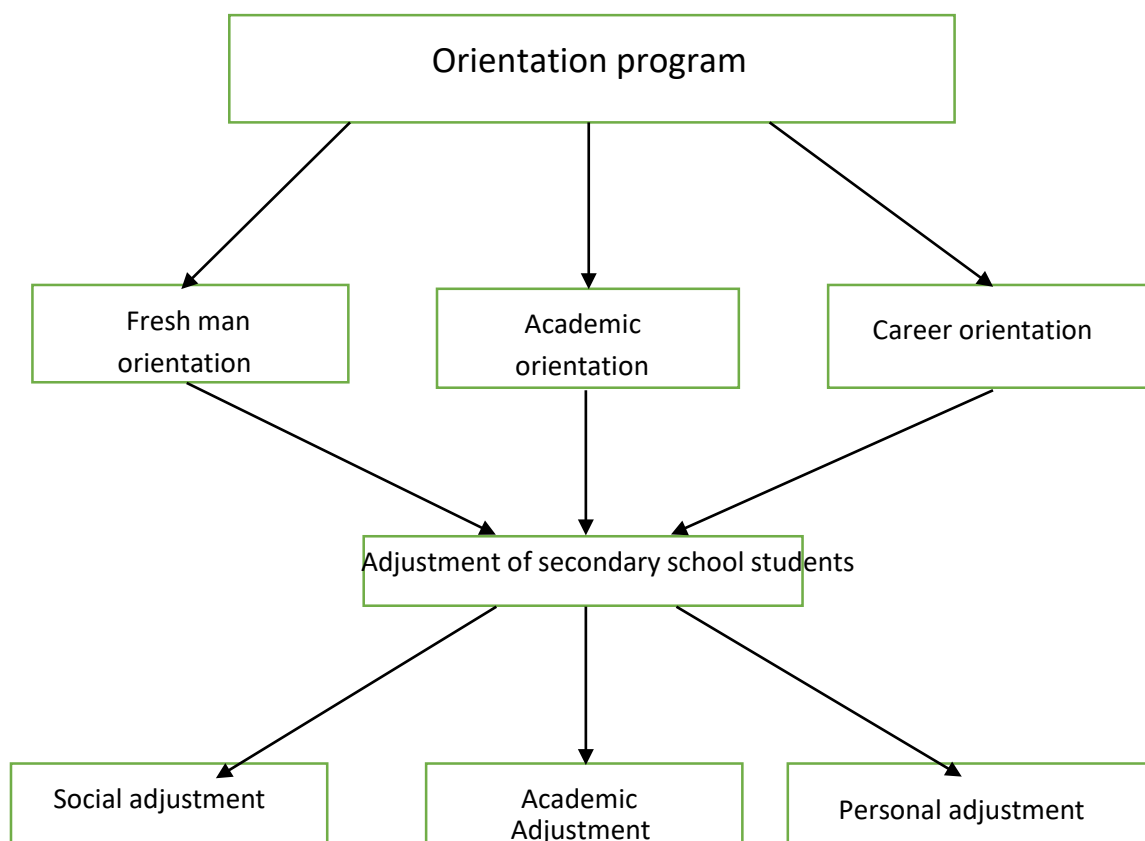 Orientation program
Fresh man
orientation
Academic
orientation
Career orientation
Adjustment of secondary school students
Social adjustment
Academic
Adjustment
Personal adjustment